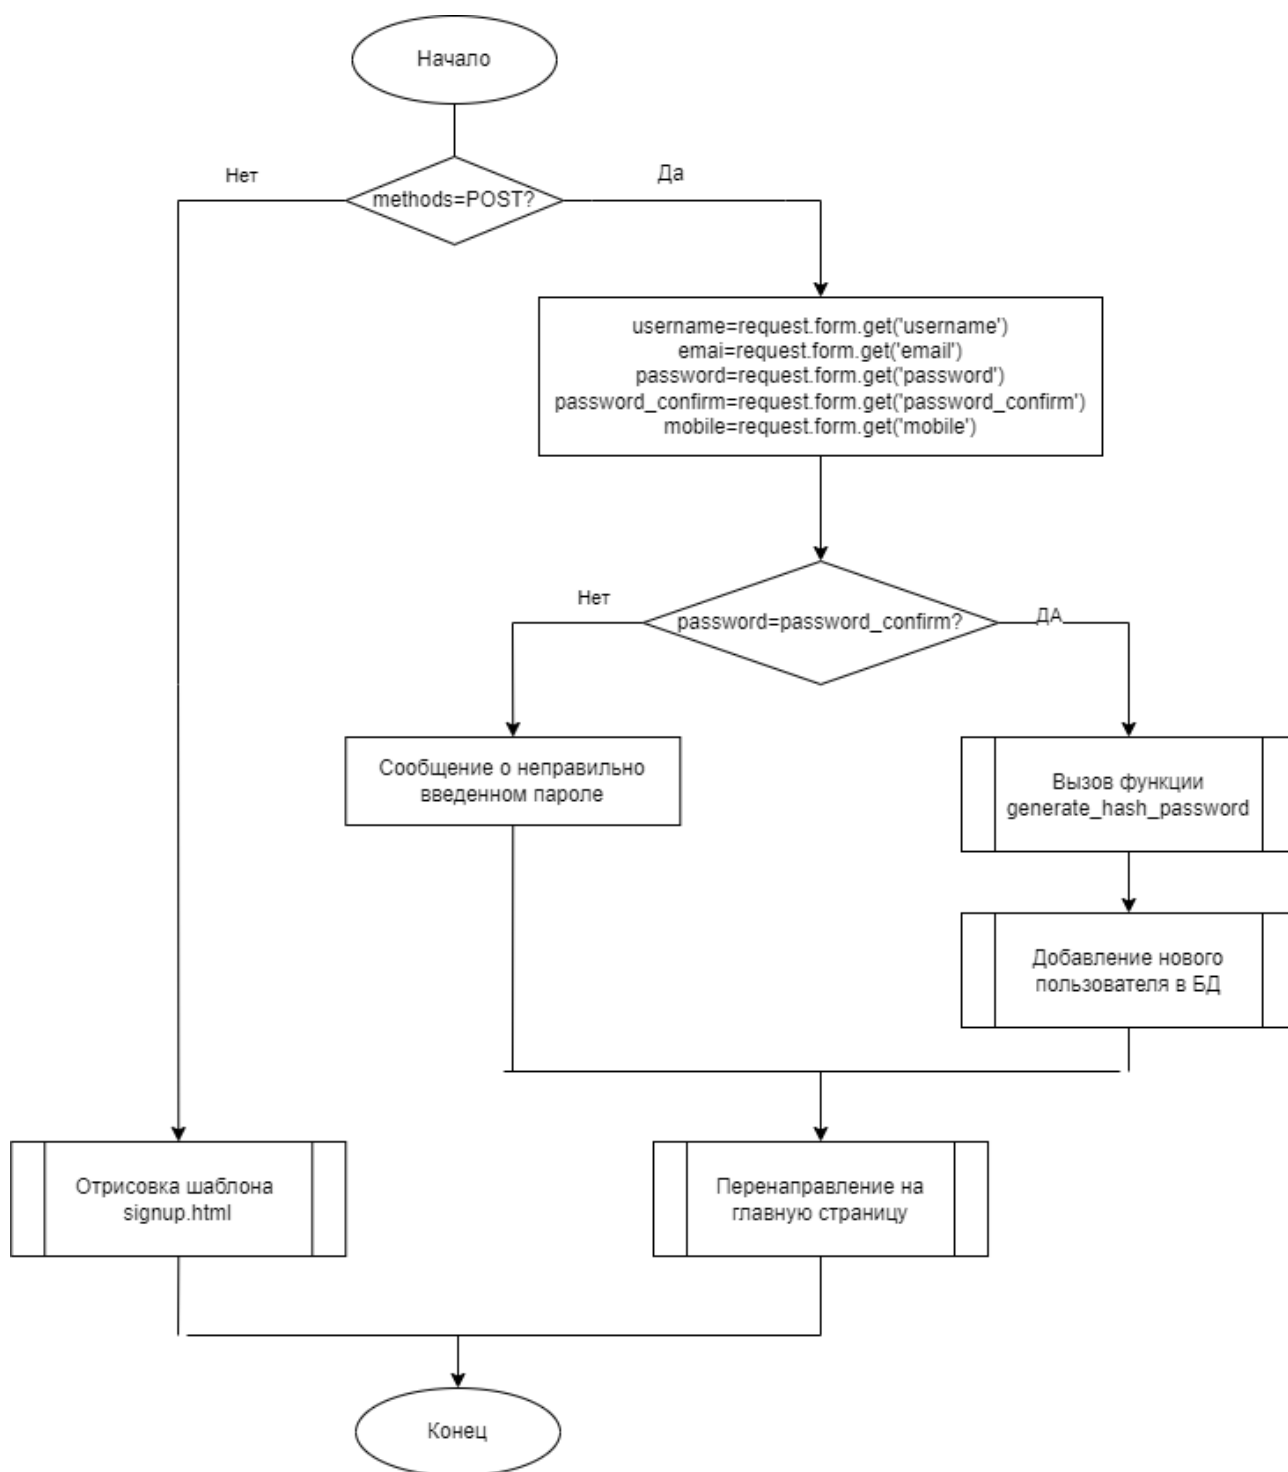 Начало
Нет
Да
methods=POST?
username=request.form.get('username')
emai=request.form.get('email')
password=request.form.get('password')
password_confirm=request.form.get('password_confirm')
mobile=request.form.get('mobile')
Нет
password=password_confirm?
ДА
Сообщение о неправильно
введенном пароле
Вызов функции
generate_hash_password
Добавление нового
пользователя в БД
Отрисовка шаблона
signup.html
Перенаправление на
главную страницу
Конец